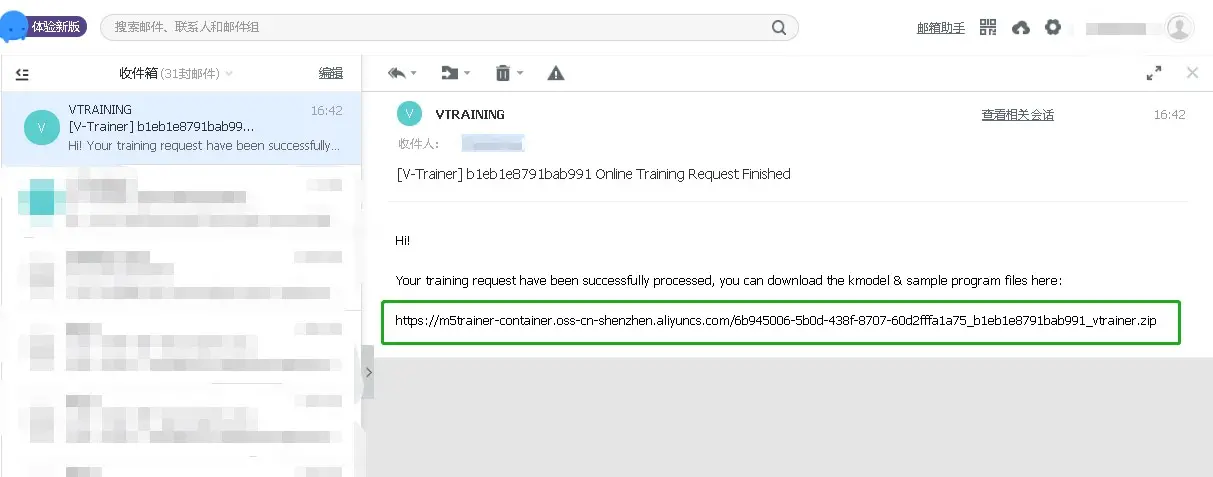 体验新版
搜索邮件、联系人和邮件组
邮箱助手
收件箱(31封邮件)
编辑
VTRAINING
16:42
[V-Trainer] b1eb1e8791bab99...
Hi! Your training request have been successfully...
V
V
VTRAINING
查看相关会话
16:42
收件人：
[V-Trainer] b1eb1e8791bab991 Online Training Request Finished
Hi!
Your training request have been successfully processed, you can download the kmodel & sample program files here:
https://m5trainer-container.oss-cn-shenzhen.aliyuncs.com/6b945006-5b0d-438f-8707-60d2fffa1a75_b1eb1e8791bab991_vtrainer.zip